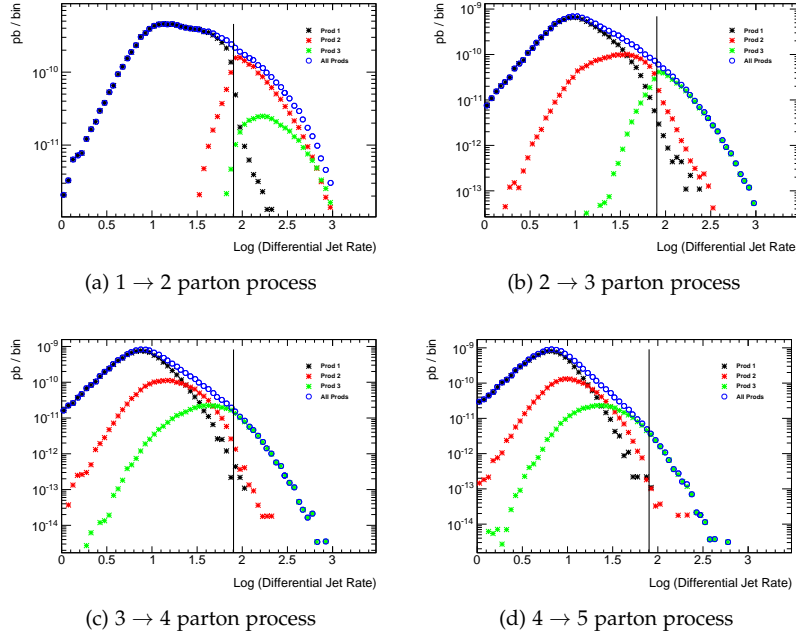 pb / bin
Prod 1
Prod 2
Prod 3
All Prods
10⁻¹⁰
10⁻¹¹
0 0.5 1 1.5 2 2.5 3
Log (Differential Jet Rate)
(a) 1 → 2 parton process
pb / bin
Prod 1
Prod 2
Prod 3
All Prods
10⁻⁹
10⁻¹⁰
10⁻¹¹
10⁻¹²
10⁻¹³
0 0.5 1 1.5 2 2.5 3
Log (Differential Jet Rate)
(b) 2 → 3 parton process
pb / bin
Prod 1
Prod 2
Prod 3
All Prods
10⁻⁹
10⁻¹⁰
10⁻¹¹
10⁻¹²
10⁻¹³
10⁻¹⁴
0 0.5 1 1.5 2 2.5 3
Log (Differential Jet Rate)
(c) 3 → 4 parton process
pb / bin
Prod 1
Prod 2
Prod 3
All Prods
10⁻⁹
10⁻¹⁰
10⁻¹¹
10⁻¹²
10⁻¹³
10⁻¹⁴
0 0.5 1 1.5 2 2.5 3
Log (Differential Jet Rate)
(d) 4 → 5 parton process